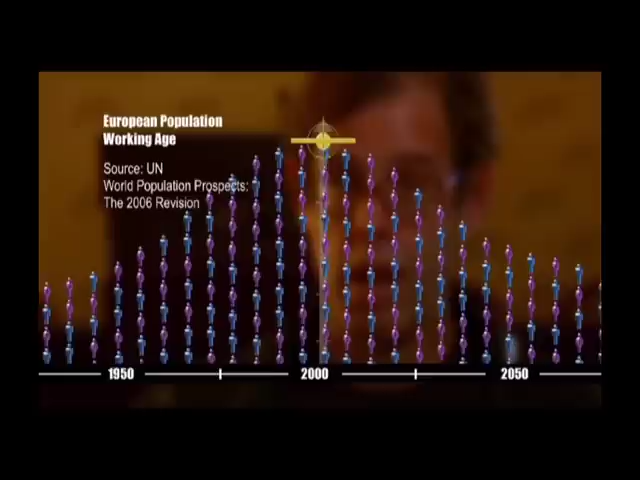 European Population
Working Age
Source: UN
World Population Prospects:
The 2006 Revision
1950
2000
2050